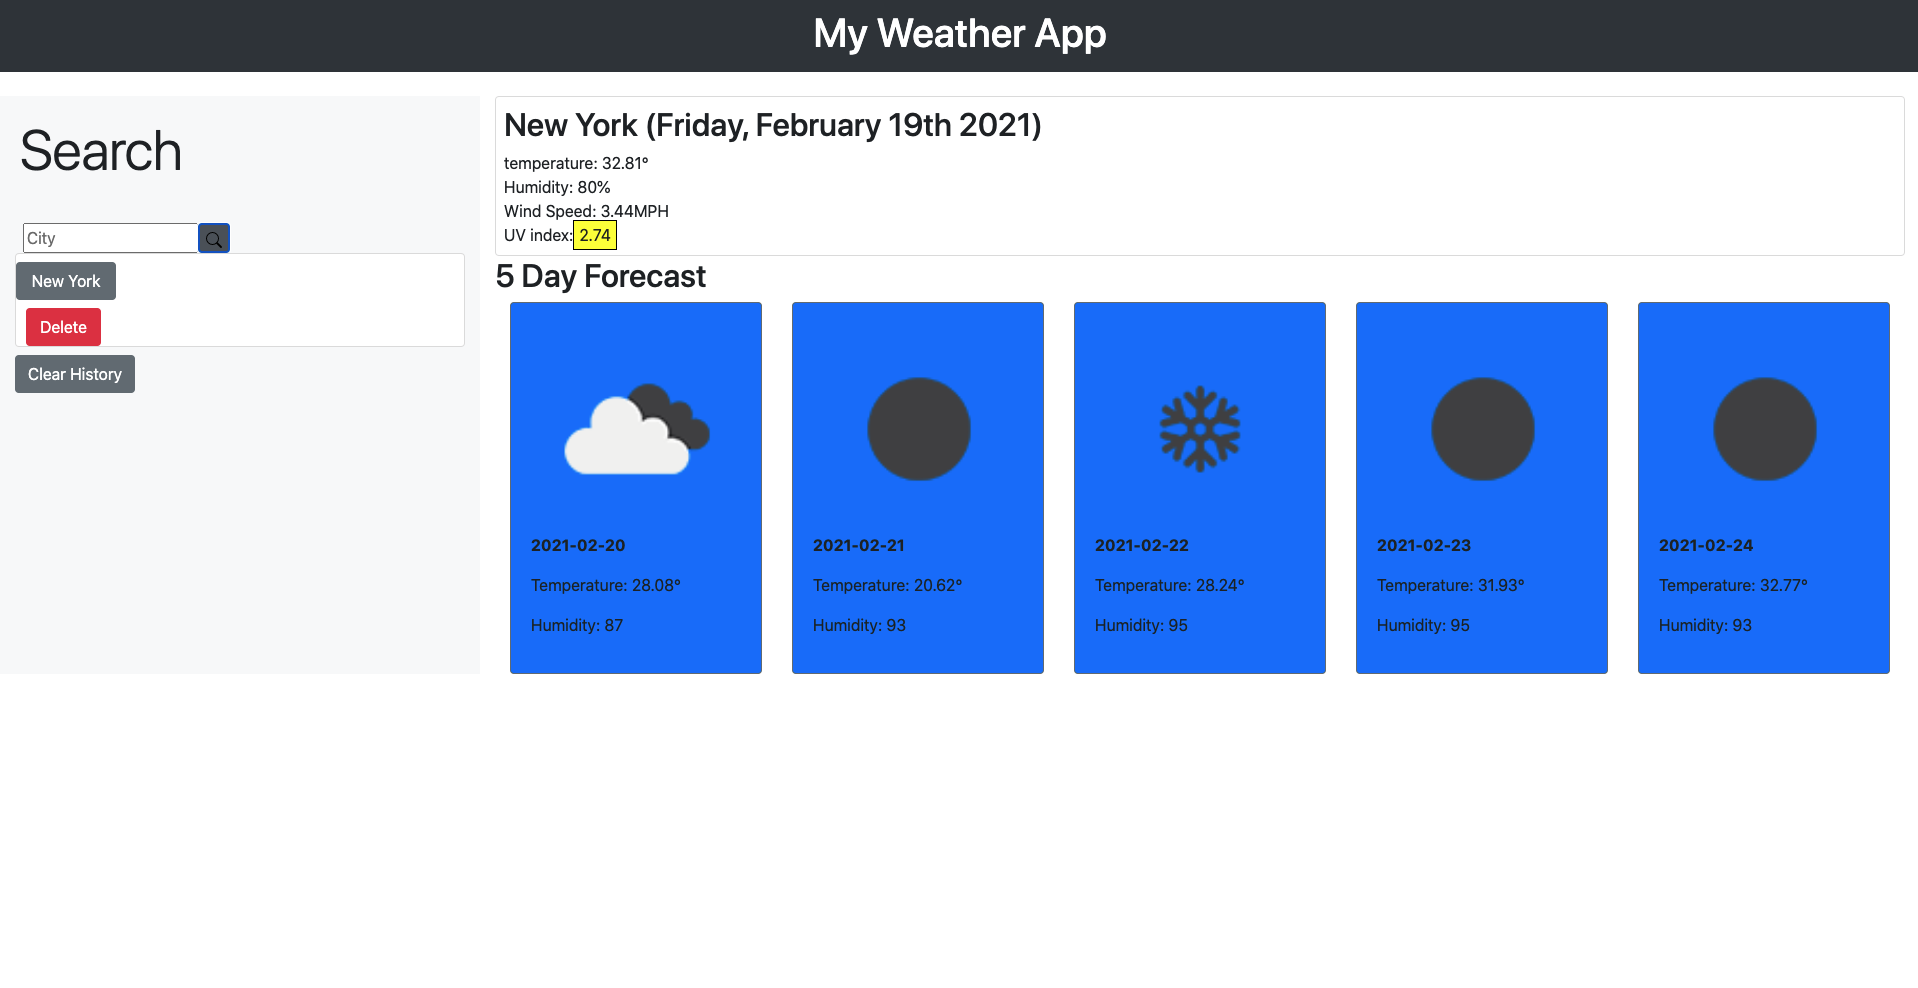 My Weather App
Search
City
New York
Delete
Clear History
New York (Friday, February 19th 2021)
temperature: 32.81°
Humidity: 80%
Wind Speed: 3.44MPH
UV index: 2.74
5 Day Forecast
2021-02-20
Temperature: 28.08°
Humidity: 87
2021-02-21
Temperature: 20.62°
Humidity: 93
2021-02-22
Temperature: 28.24°
Humidity: 95
2021-02-23
Temperature: 31.93°
Humidity: 95
2021-02-24
Temperature: 32.77°
Humidity: 93